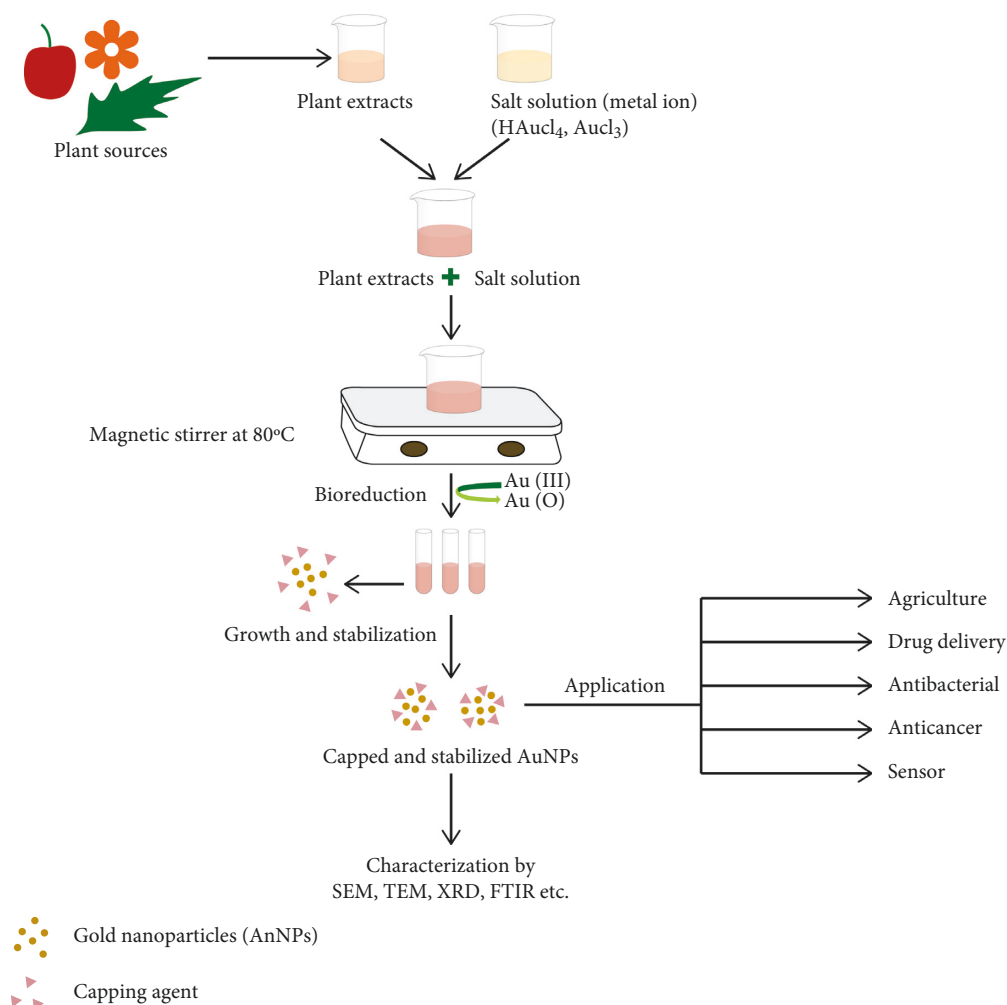 Plant sources
Plant extracts
Salt solution (metal ion)
(HAucl₄, Aucl₃)
Plant extracts + Salt solution
Magnetic stirrer at 80ºC
Bioreduction
Au (III)
Au (O)
Growth and stabilization
Application
Capped and stabilized AuNPs
Agriculture
Drug delivery
Antibacterial
Anticancer
Sensor
Characterization by
SEM, TEM, XRD, FTIR etc.
Gold nanoparticles (AnNPs)
Capping agent